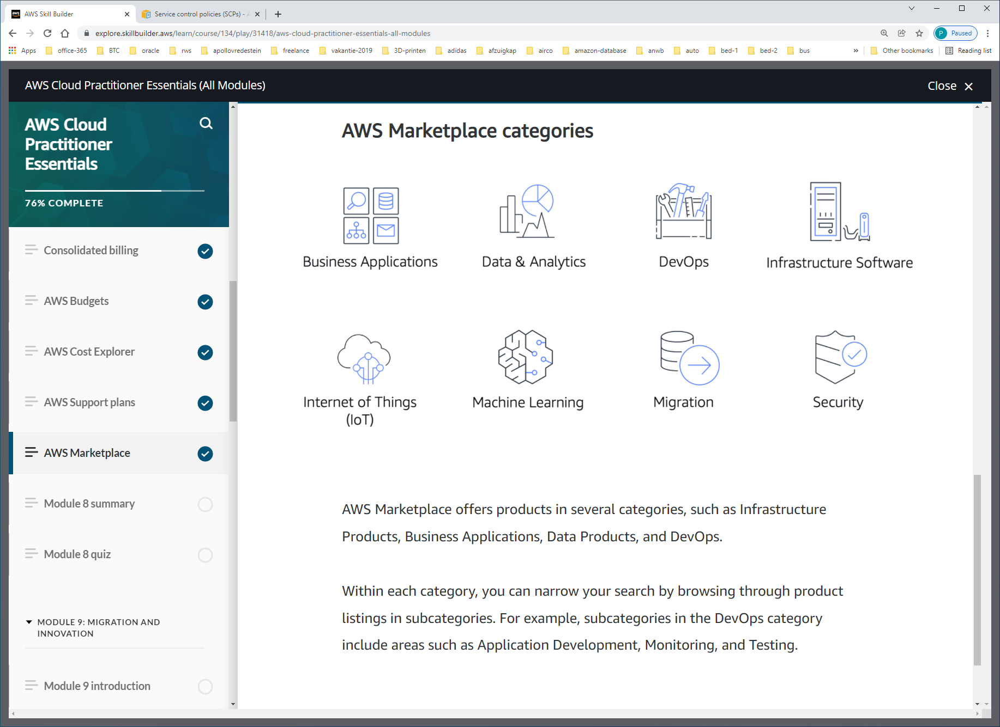 AWS Skill Builder
Service control policies (SCPs) -
explore.skillbuilder.aws/learn/course/134/play/31418/aws-cloud-practitioner-essentials-all-modules
P Paused
Apps office-365 BTC oracle rws apollovredestein freelance vakantie-2019 3D-printen adidas afzuigkap airco amazon-database anwb auto bed-1 bed-2 bus » Other bookmarks Reading list
AWS Cloud Practitioner Essentials (All Modules)
Close
AWS Cloud
Practitioner
Essentials
76% COMPLETE
Consolidated billing
AWS Budgets
AWS Cost Explorer
AWS Support plans
AWS Marketplace
Module 8 summary
Module 8 quiz
MODULE 9: MIGRATION AND
INNOVATION
Module 9 introduction
AWS Marketplace categories
Business Applications
Data & Analytics
DevOps
Infrastructure Software
Internet of Things
(IoT)
Machine Learning
Migration
Security
AWS Marketplace offers products in several categories, such as Infrastructure
Products, Business Applications, Data Products, and DevOps.
Within each category, you can narrow your search by browsing through product
listings in subcategories. For example, subcategories in the DevOps category
include areas such as Application Development, Monitoring, and Testing.